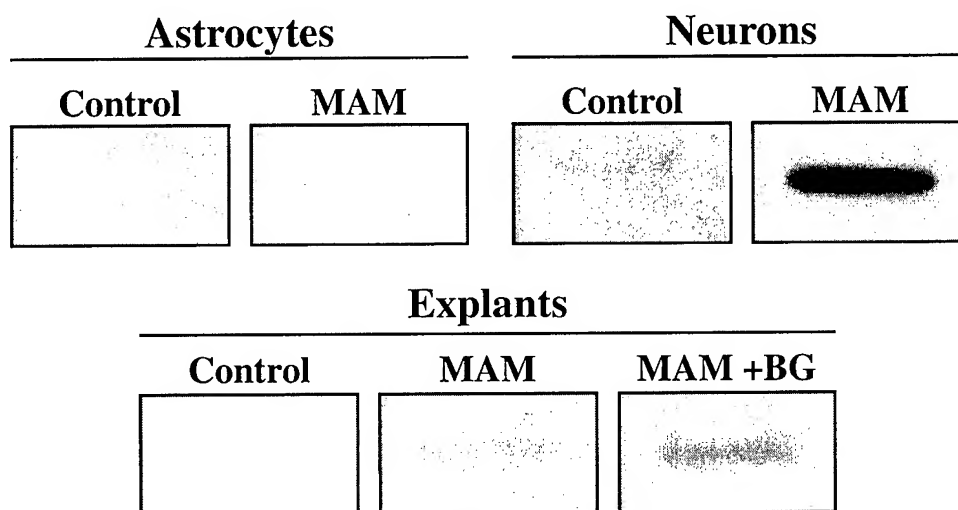 Astrocytes Neurons
Control MAM Control MAM
Explants
Control MAM MAM +BG